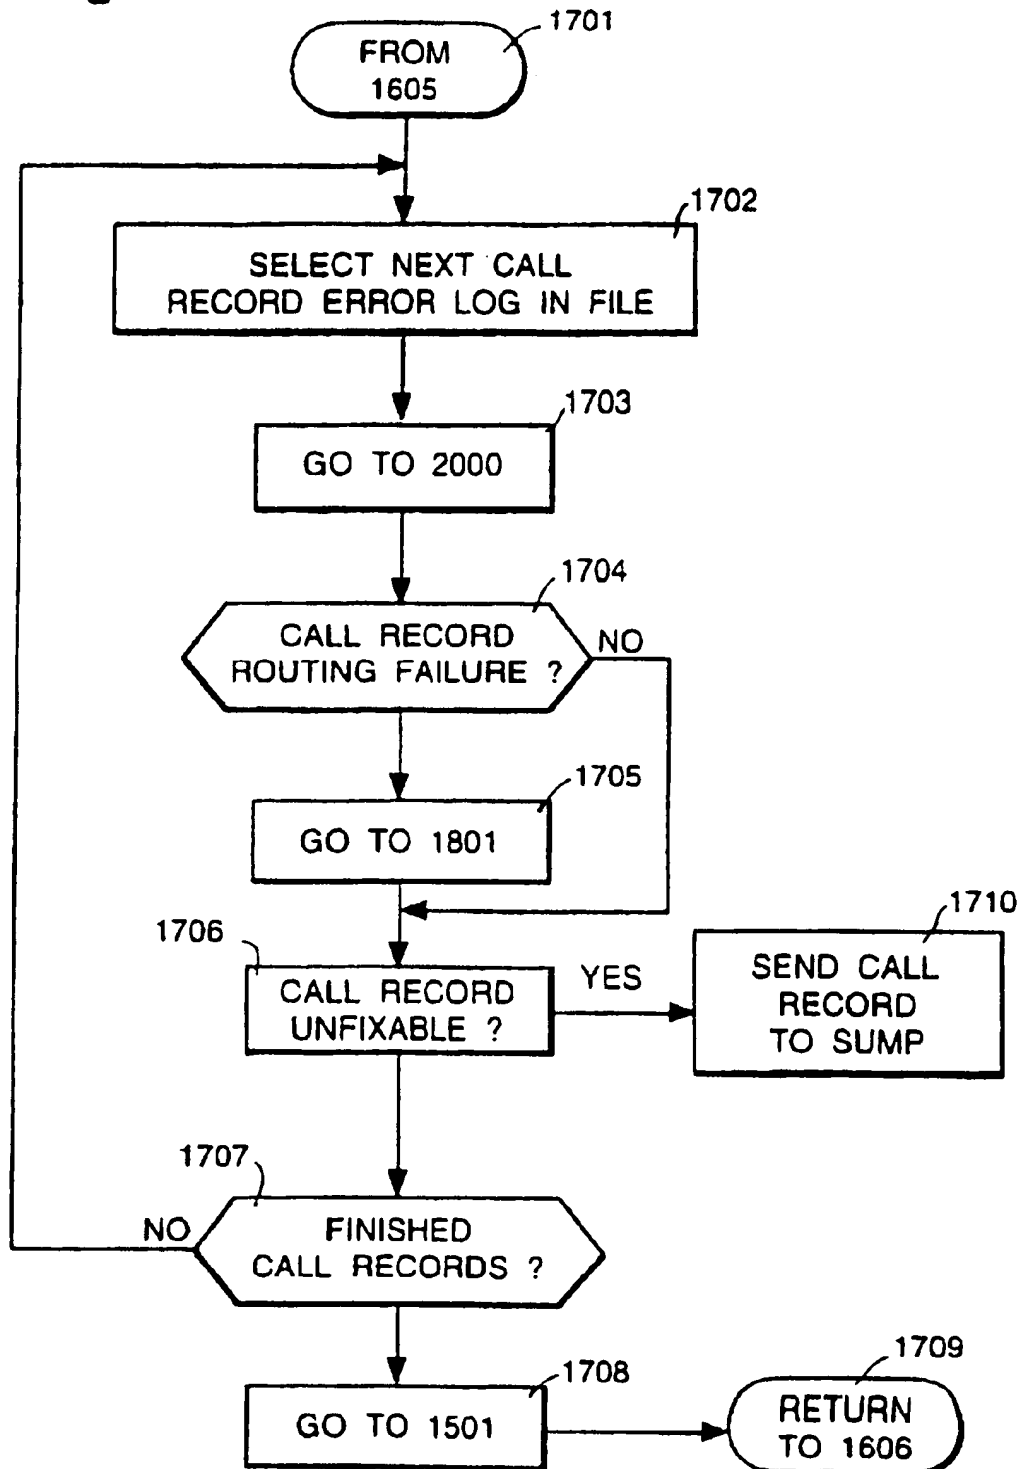 1701
FROM
1605
1702
SELECT NEXT CALL
RECORD ERROR LOG IN FILE
1703
GO TO 2000
1704
CALL RECORD
ROUTING FAILURE ?
NO
1705
GO TO 1801
1706
CALL RECORD
UNFIXABLE ?
YES
1710
SEND CALL
RECORD
TO SUMP
1707
NO
FINISHED
CALL RECORDS ?
1708
GO TO 1501
1709
RETURN
TO 1606